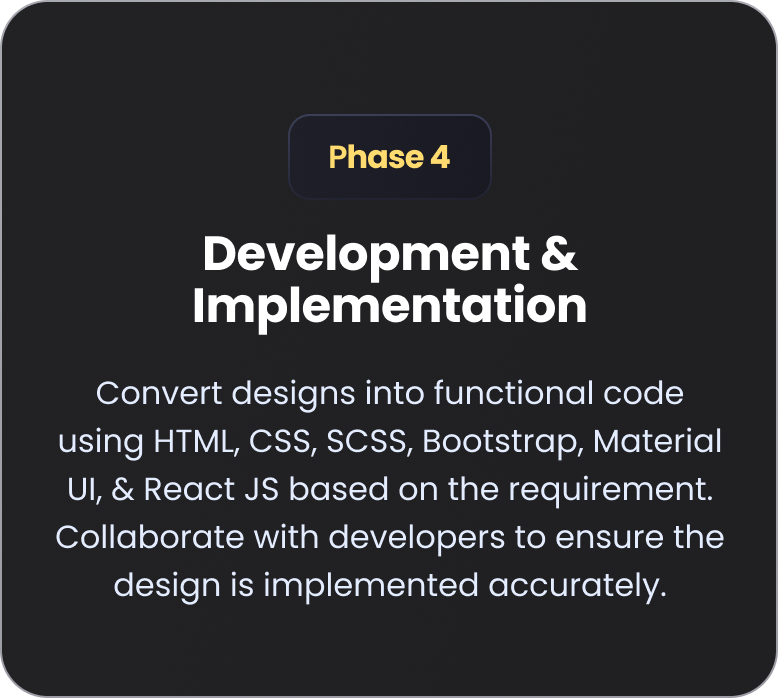 Phase 4
Development &
Implementation
Convert designs into functional code
using HTML, CSS, SCSS, Bootstrap, Material
UI, & React JS based on the requirement.
Collaborate with developers to ensure the
design is implemented accurately.